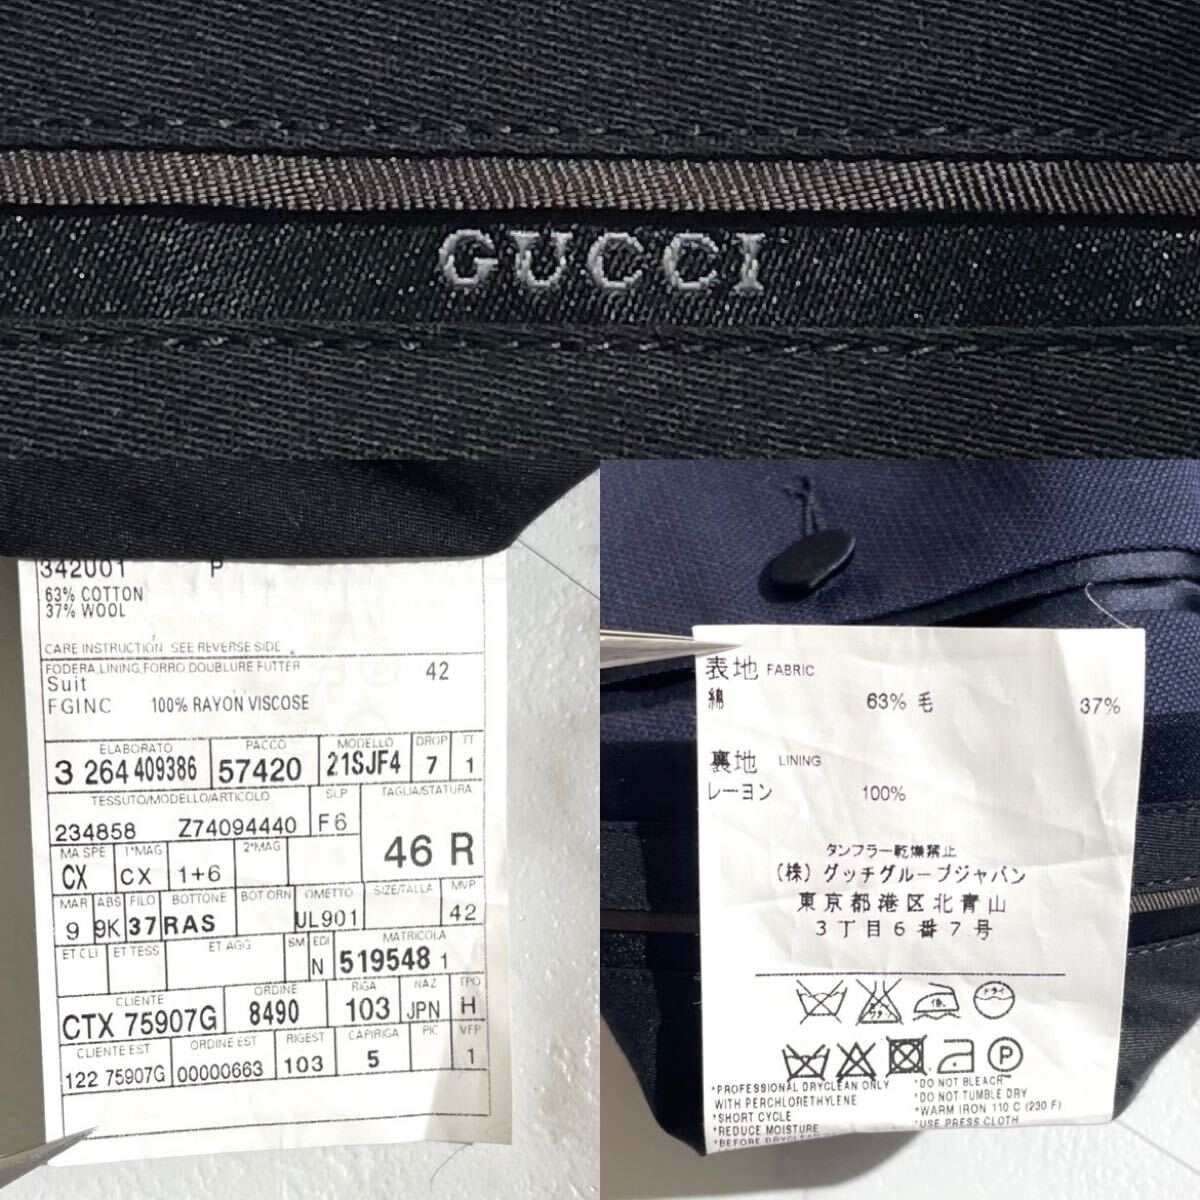 GUCCI
342U01 P
63% COTTON
37% WOOL
CARE INSTRUCTION SEE REVERSE SIDE
FODERA,LINING,FORRO,DOUBLURE,FUTTER
Suit 42
FGINC 100% RAYON VISCOSE
ELABORATO PACCO MODELLO DROP TT
3 264 409386 57420 21SJF4 7 1
TESSUTO/MODELLO/ARTICOLO SLP TAGLIA/STATURA
234858 Z74094440 F6
46 R
MA SPE 1°MAG 2°MAG
CX CX 1+6
MAR ABS FILO BOTTONE BOT ORN OMETTO SIZE/TALLA MVP
9 9K 37 RAS UL901 42
ET CLI ET TESS ET AGG SM EDI MATRICOLA
N 519548 1
CLIENTE ORDINE RIGA NAZ TPO
CTX 75907G 8490 103 JPN H
CLIENTE EST ORDINE EST RIGEST CAPIRIGA PIC VFP
122 75907G 00000663 103 5 1
表地 FABRIC
綿 63% 毛 37%
裏地 LINING
レーヨン 100%
タンブラー乾燥禁止
(株) グッチグループジャパン
東京都港区北青山
3丁目6番7号
ドライ
P
*PROFESSIONAL DRYCLEAN ONLY
WITH PERCHLORETHYLENE
*SHORT CYCLE
*REDUCE MOISTURE
*BEFORE DRYCLEAN
*DO NOT BLEACH
*DO NOT TUMBLE DRY
*WARM IRON 110 C (230 F)
*USE PRESS CLOTH